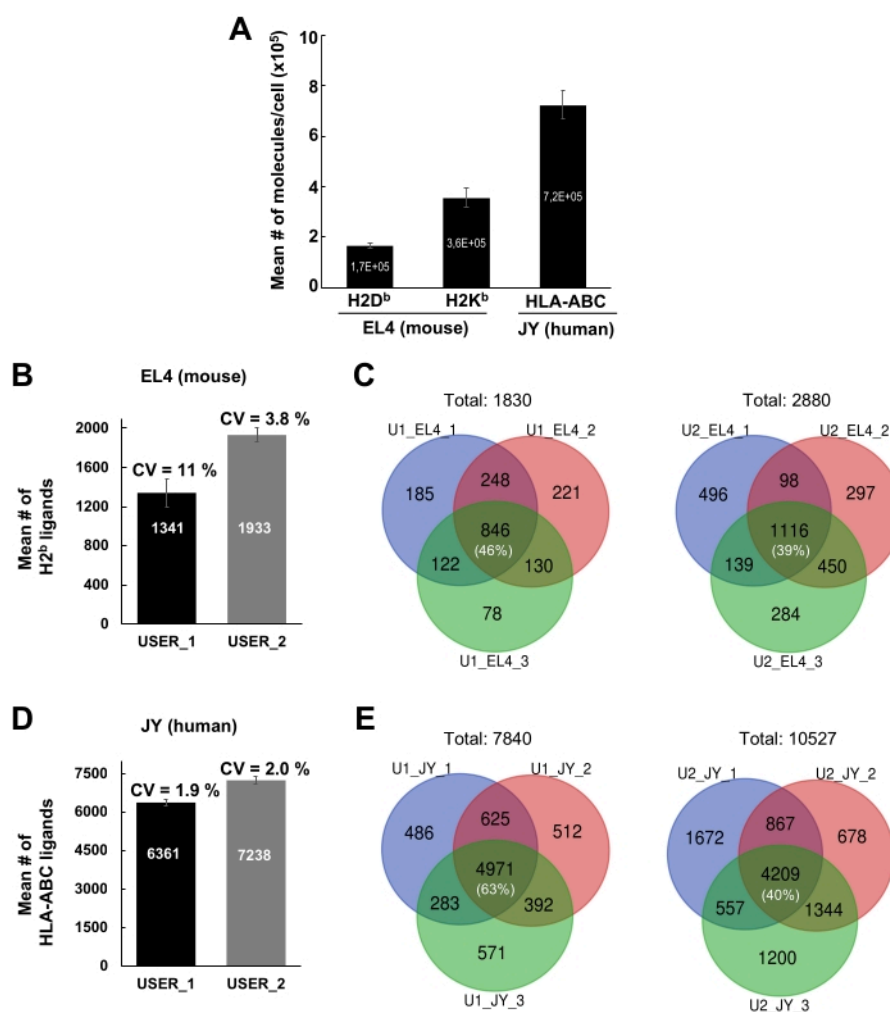 A
Mean # of molecules/cell (x10⁵)
10
8
6
4
2
0
1,7E+05
3,6E+05
7,2E+05
H2Dᵇ
H2Kᵇ
HLA-ABC
EL4 (mouse)
JY (human)
B
EL4 (mouse)
Mean # of
H2ᵇ ligands
2000
1600
1200
800
400
0
CV = 11 %
CV = 3.8 %
1341
1933
USER_1
USER_2
C
Total: 1830
U1_EL4_1
U1_EL4_2
185
248
221
846
(46%)
122
130
78
U1_EL4_3
Total: 2880
U2_EL4_1
U2_EL4_2
496
98
297
1116
(39%)
139
450
284
U2_EL4_3
D
JY (human)
Mean # of
HLA-ABC ligands
7500
6000
4500
3000
1500
0
CV = 1.9 %
CV = 2.0 %
6361
7238
USER_1
USER_2
E
Total: 7840
U1_JY_1
U1_JY_2
486
625
512
4971
(63%)
283
392
571
U1_JY_3
Total: 10527
U2_JY_1
U2_JY_2
1672
867
678
4209
(40%)
557
1344
1200
U2_JY_3